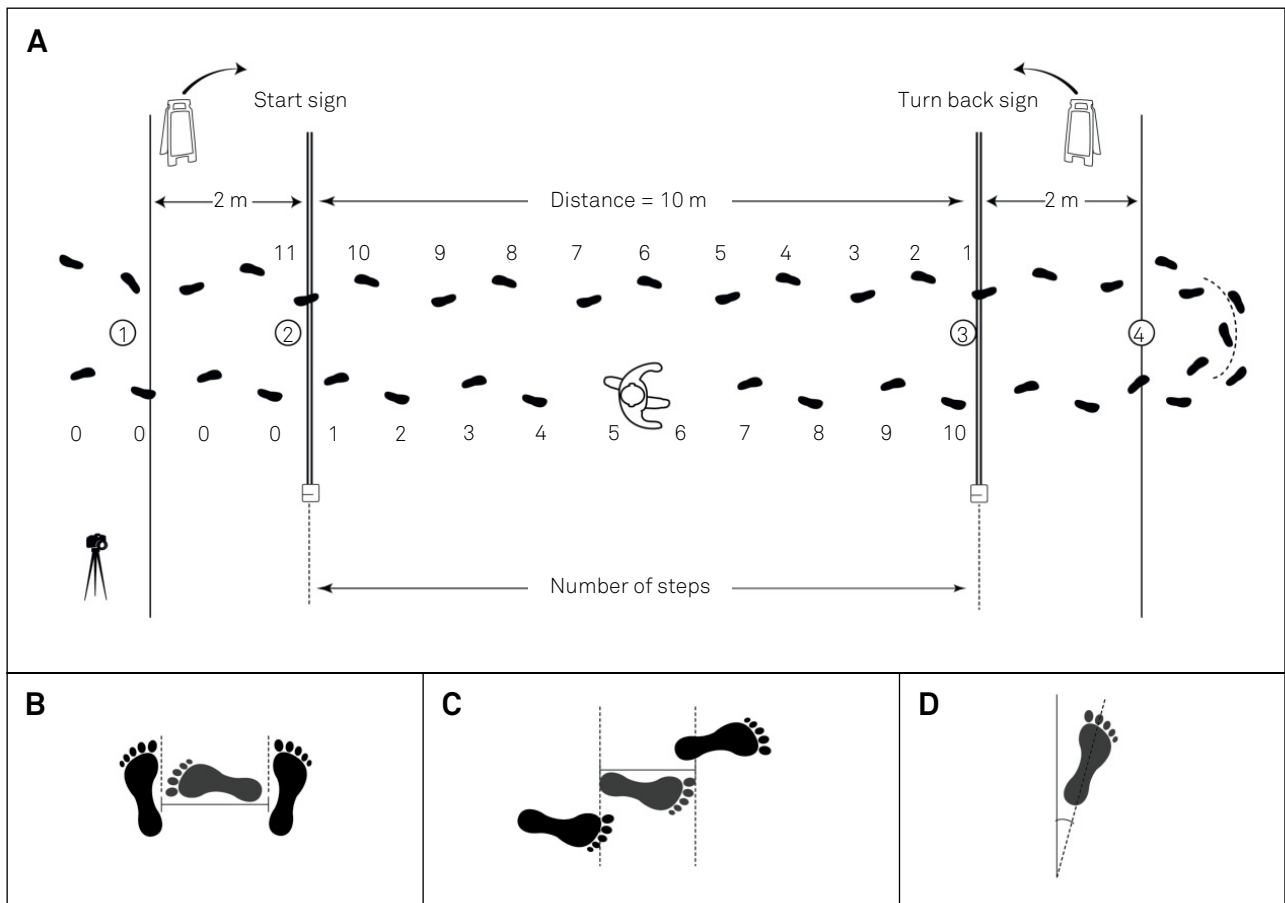 A
Start sign
Turn back sign
2 m
Distance = 10 m
2 m
11 10 9 8 7 6 5 4 3 2 1
1
2
3
4
0 0 0 0 1 2 3 4 5 6 7 8 9 10
Number of steps
B
C
D